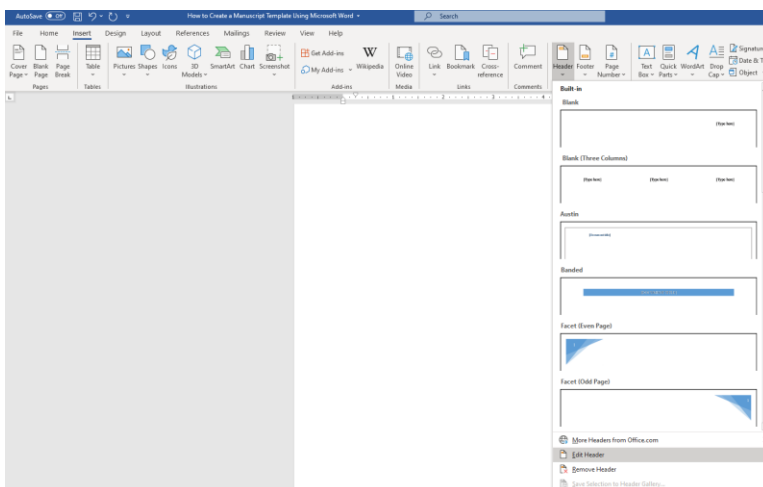 AutoSave Off How to Create a Manuscript Template Using Microsoft Word Search
File Home Insert Design Layout References Mailings Review View Help
Cover Page Blank Page Page Break
Pages
Table
Tables
Pictures Shapes Icons 3D Models SmartArt Chart Screenshot
Illustrations
Get Add-ins
My Add-ins
W
Wikipedia
Add-ins
Online Video
Media
Link Bookmark Cross-reference
Links
Comment
Comments
Header Footer Page Number
Text Box Quick Parts WordArt Drop Cap
Signatur
Date & T
Object
Built-in
Blank
[Type here]
Blank (Three Columns)
[Type here] [Type here] [Type here]
Austin
Banded
Facet (Even Page)
Facet (Odd Page)
More Headers from Office.com
Edit Header
Remove Header
Save Selection to Header Gallery...